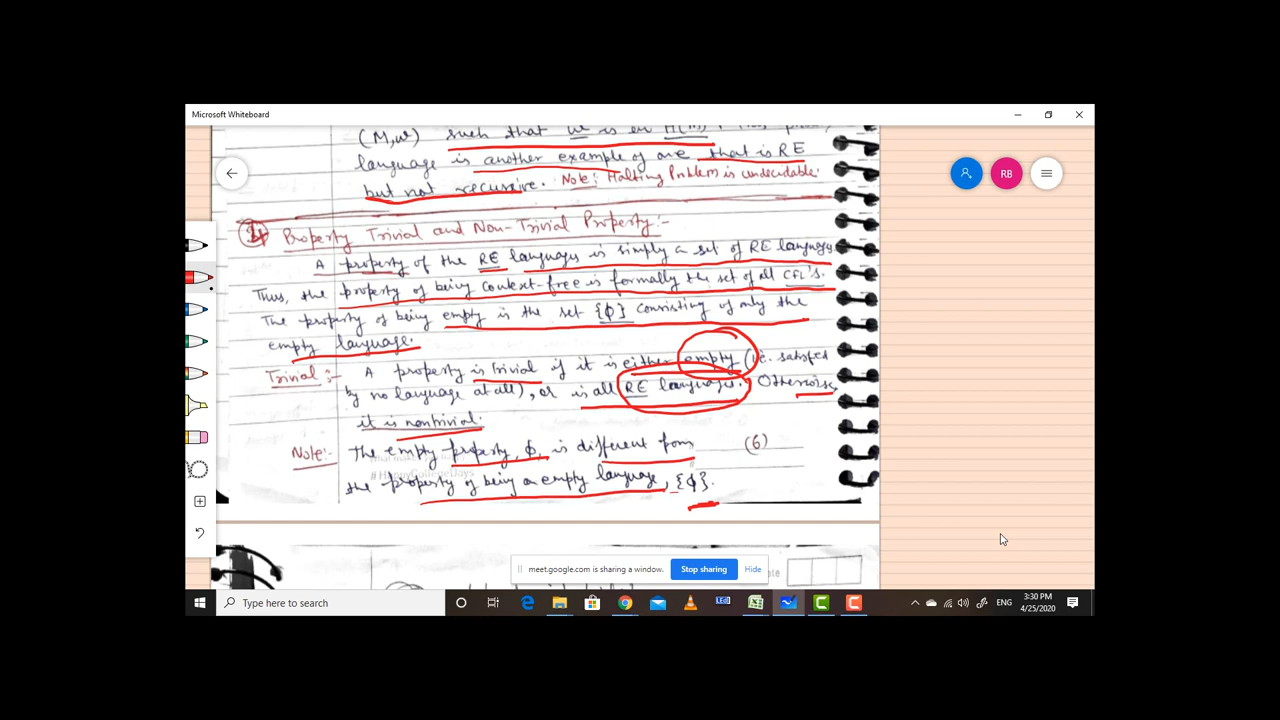 Microsoft Whiteboard
(M,w) such that w is in H(M).
language is another example of one that is RE
but not recursive. Note: Halting Problem is undecidable.
RB
Property Trivial and Non-Trivial Property:-
A property of the RE languages is simply a set of RE languages
Thus, the property of being context-free is formally the set of all CFL's.
The property of being empty is the set {ϕ} consisting of only the
empty language.
Trivial:- A property is trivial if it is either empty (i.e. satisfied
by no language at all), or is all RE languages. Otherwise,
it is nontrivial.
Note:- The empty property, ϕ, is different form (6)
#HappyCollegeDays
the property of being an empty language, {ϕ}.
meet.google.com is sharing a window. Stop sharing Hide
Type here to search
ENG
3:30 PM
4/25/2020